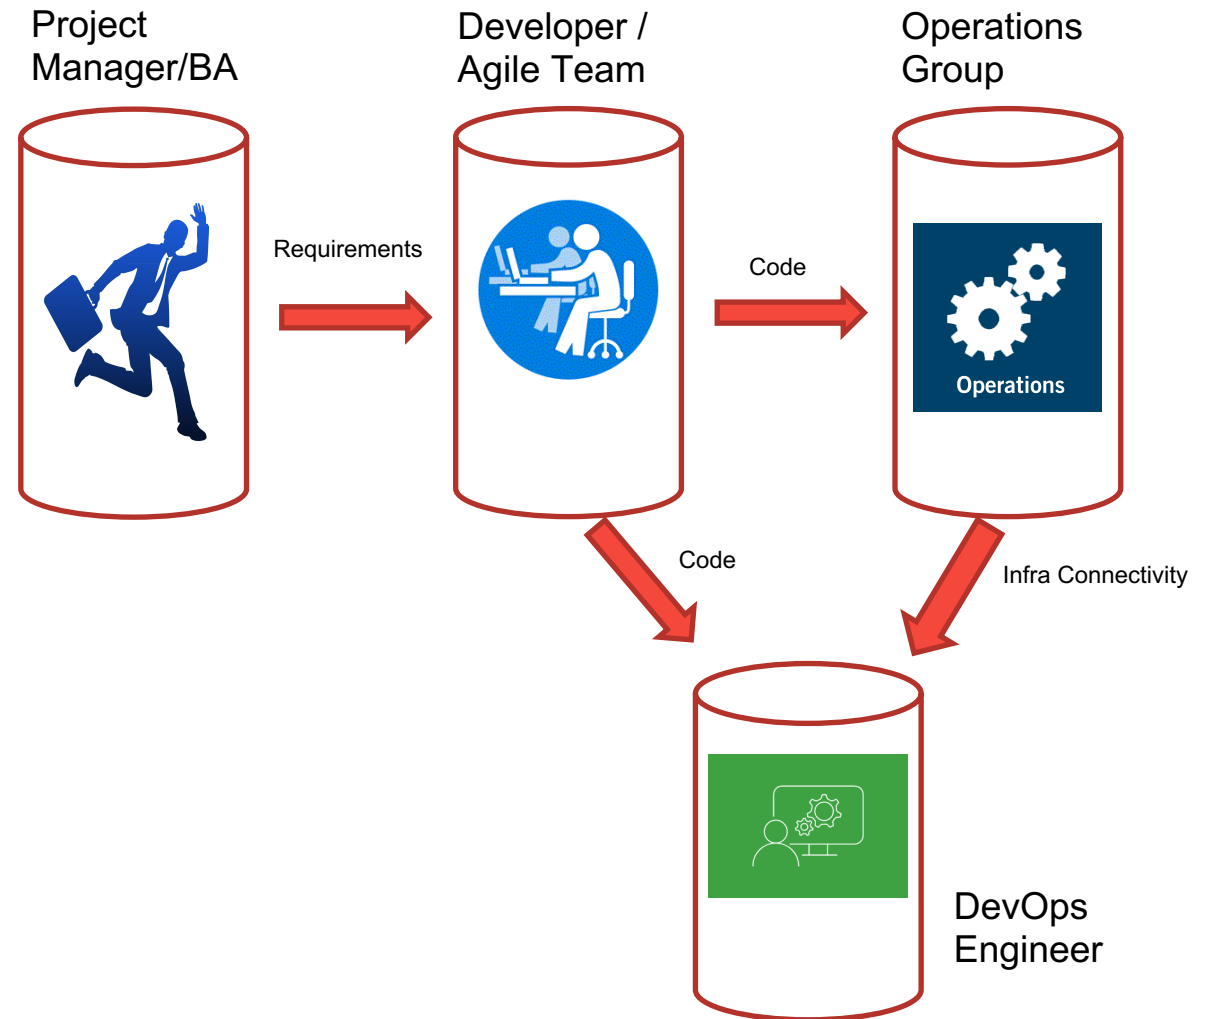 Project
Manager/BA
Developer /
Agile Team
Operations
Group
Requirements
Code
Operations
Code
Infra Connectivity
DevOps
Engineer